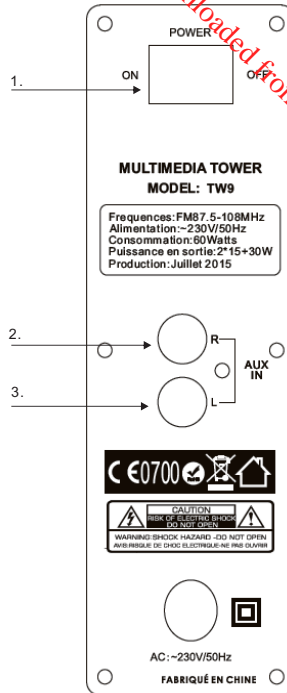 nloaded from
POWER
1.
ON
OFF
MULTIMEDIA TOWER
MODEL: TW9
Frequences:FM87.5-108MHz
Alimentation:~230V/50Hz
Consommation:60Watts
Puissance en sortie:2*15+30W
Production:Juillet 2015
2.
R
AUX
IN
3.
L
CE0700
CAUTION
RISK OF ELECTRIC SHOCK
DO NOT OPEN
WARNING:SHOCK HAZARD -DO NOT OPEN
AVIS:RISQUE DE CHOC ELECTRIQUE-NE PAS OUVRIR
AC:~230V/50Hz
FABRIQUÉ EN CHINE